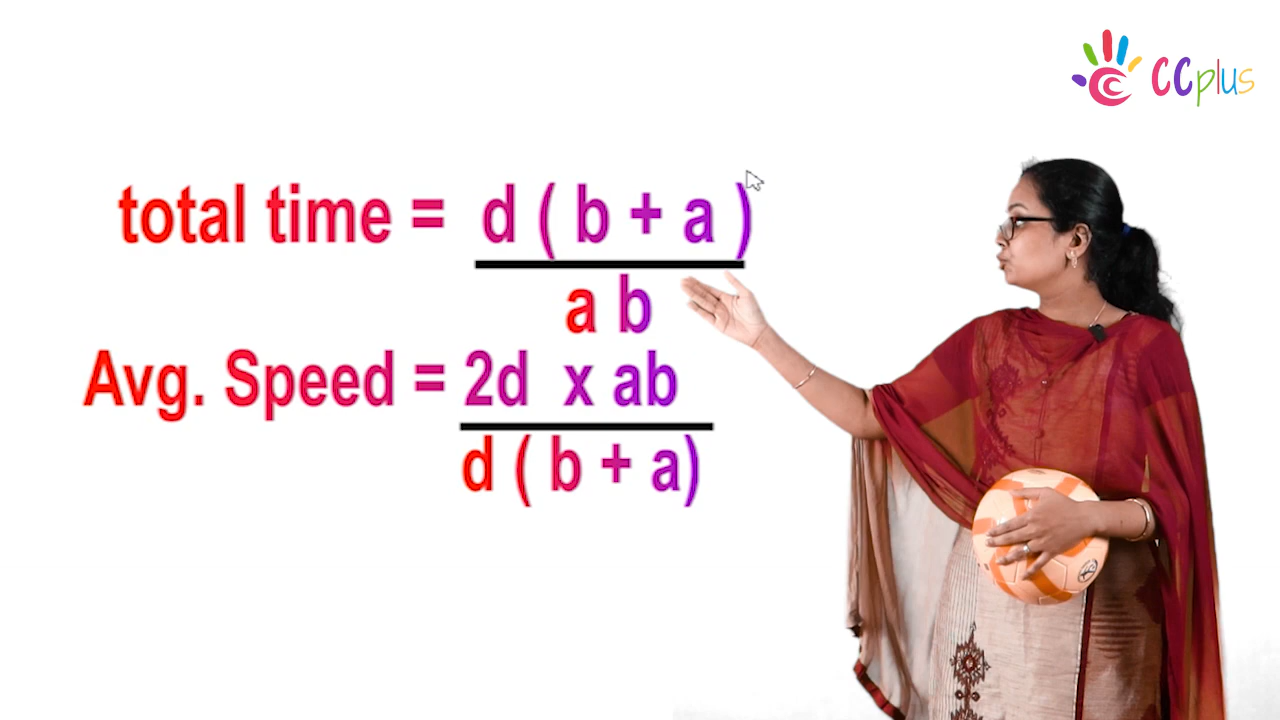 CCplus
total time = d ( b + a )
a b
Avg. Speed = 2d x ab
d ( b + a)